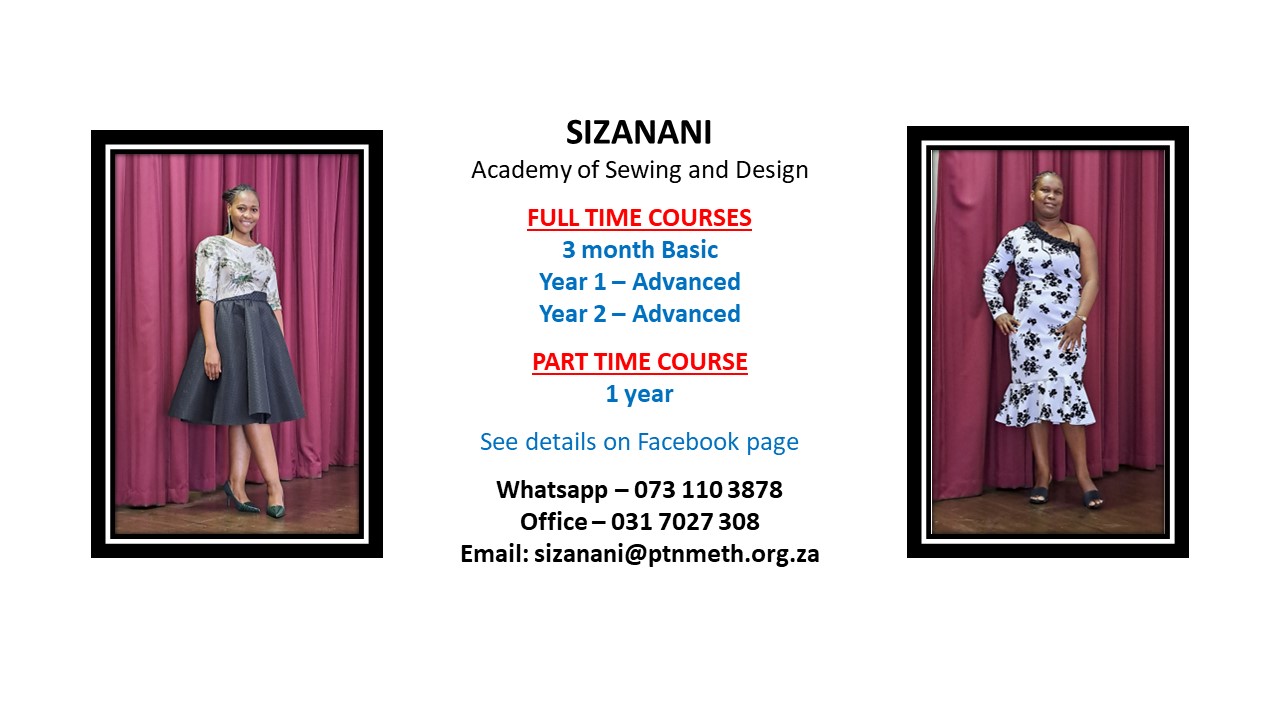 SIZANANI
Academy of Sewing and Design
FULL TIME COURSES
3 month Basic
Year 1 – Advanced
Year 2 – Advanced
PART TIME COURSE
1 year
See details on Facebook page
Whatsapp – 073 110 3878
Office – 031 7027 308
Email: sizanani@ptnmeth.org.za